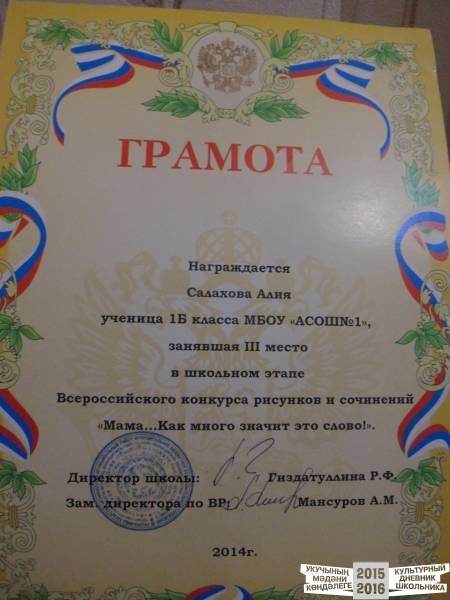 ГРАМОТА
Награждается
Салахова Алия
ученица 1Б класса МБОУ «АСОШ№1»,
занявшая III место
в школьном этапе
Всероссийского конкурса рисунков и сочинений
«Мама...Как много значит это слово!».
Директор школы: Гиздатуллина Р.Ф.
Зам. директора по ВР: Мансуров А.М.
2014г.
УКУЧЫНЫҢ
МӘДӘНИ
КӨНДӘЛЕГЕ
2015
2016
КУЛЬТУРНЫЙ
ДНЕВНИК
ШКОЛЬНИКА